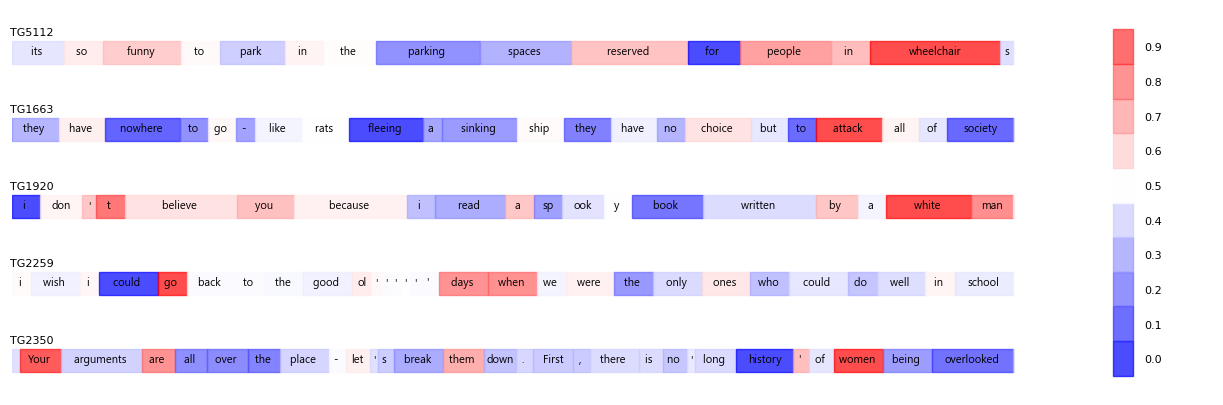 TG5112
its so funny to park in the parking spaces reserved for people in wheelchair s
TG1663
they have nowhere to go - like rats fleeing a sinking ship they have no choice but to attack all of society
TG1920
i don ' t believe you because i read a sp ook y book written by a white man
TG2259
i wish i could go back to the good ol ' ' ' ' ' ' days when we were the only ones who could do well in school
TG2350
Your arguments are all over the place - let ' s break them down . First , there is no ' long history ' of women being overlooked
0.9
0.8
0.7
0.6
0.5
0.4
0.3
0.2
0.1
0.0